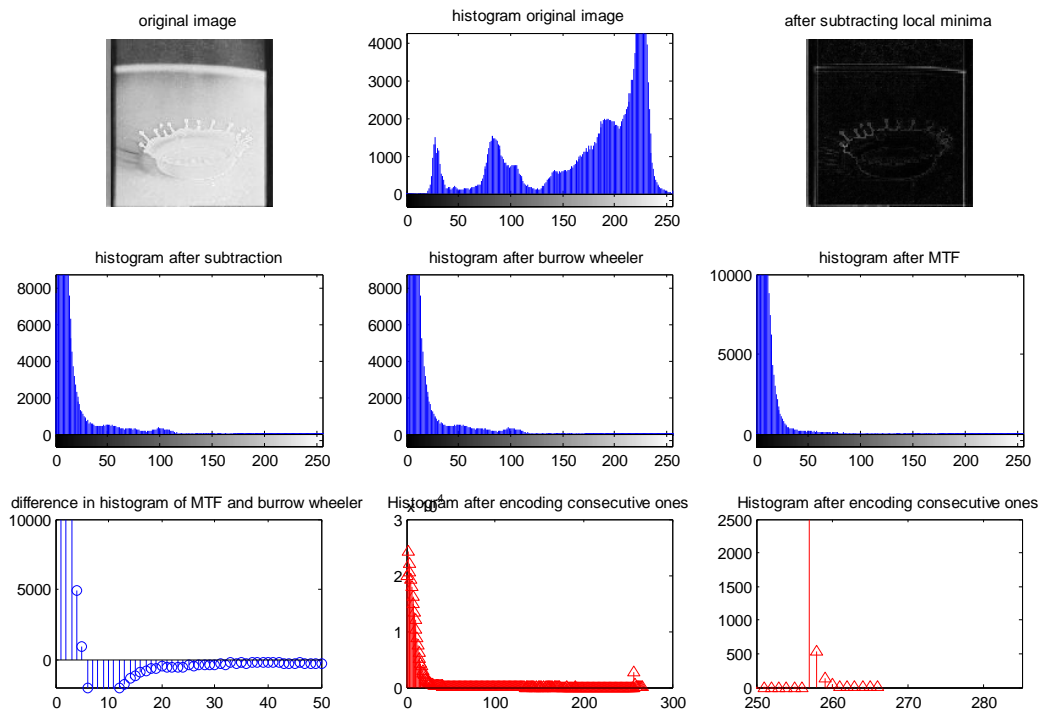 original image
histogram original image
after subtracting local minima
4000
3000
2000
1000
0
0 50 100 150 200 250
histogram after subtraction
histogram after burrow wheeler
histogram after MTF
8000
6000
4000
2000
0
0 50 100 150 200 250
8000
6000
4000
2000
0
0 50 100 150 200 250
10000
5000
0
0 50 100 150 200 250
difference in histogram of MTF and burrow wheeler
Histogram after encoding consecutive ones
Histogram after encoding consecutive ones
10000
5000
0
0 10 20 30 40 50
x 10^4
3
2
1
0
0 100 200 300
2500
2000
1500
1000
500
0
250 260 270 280